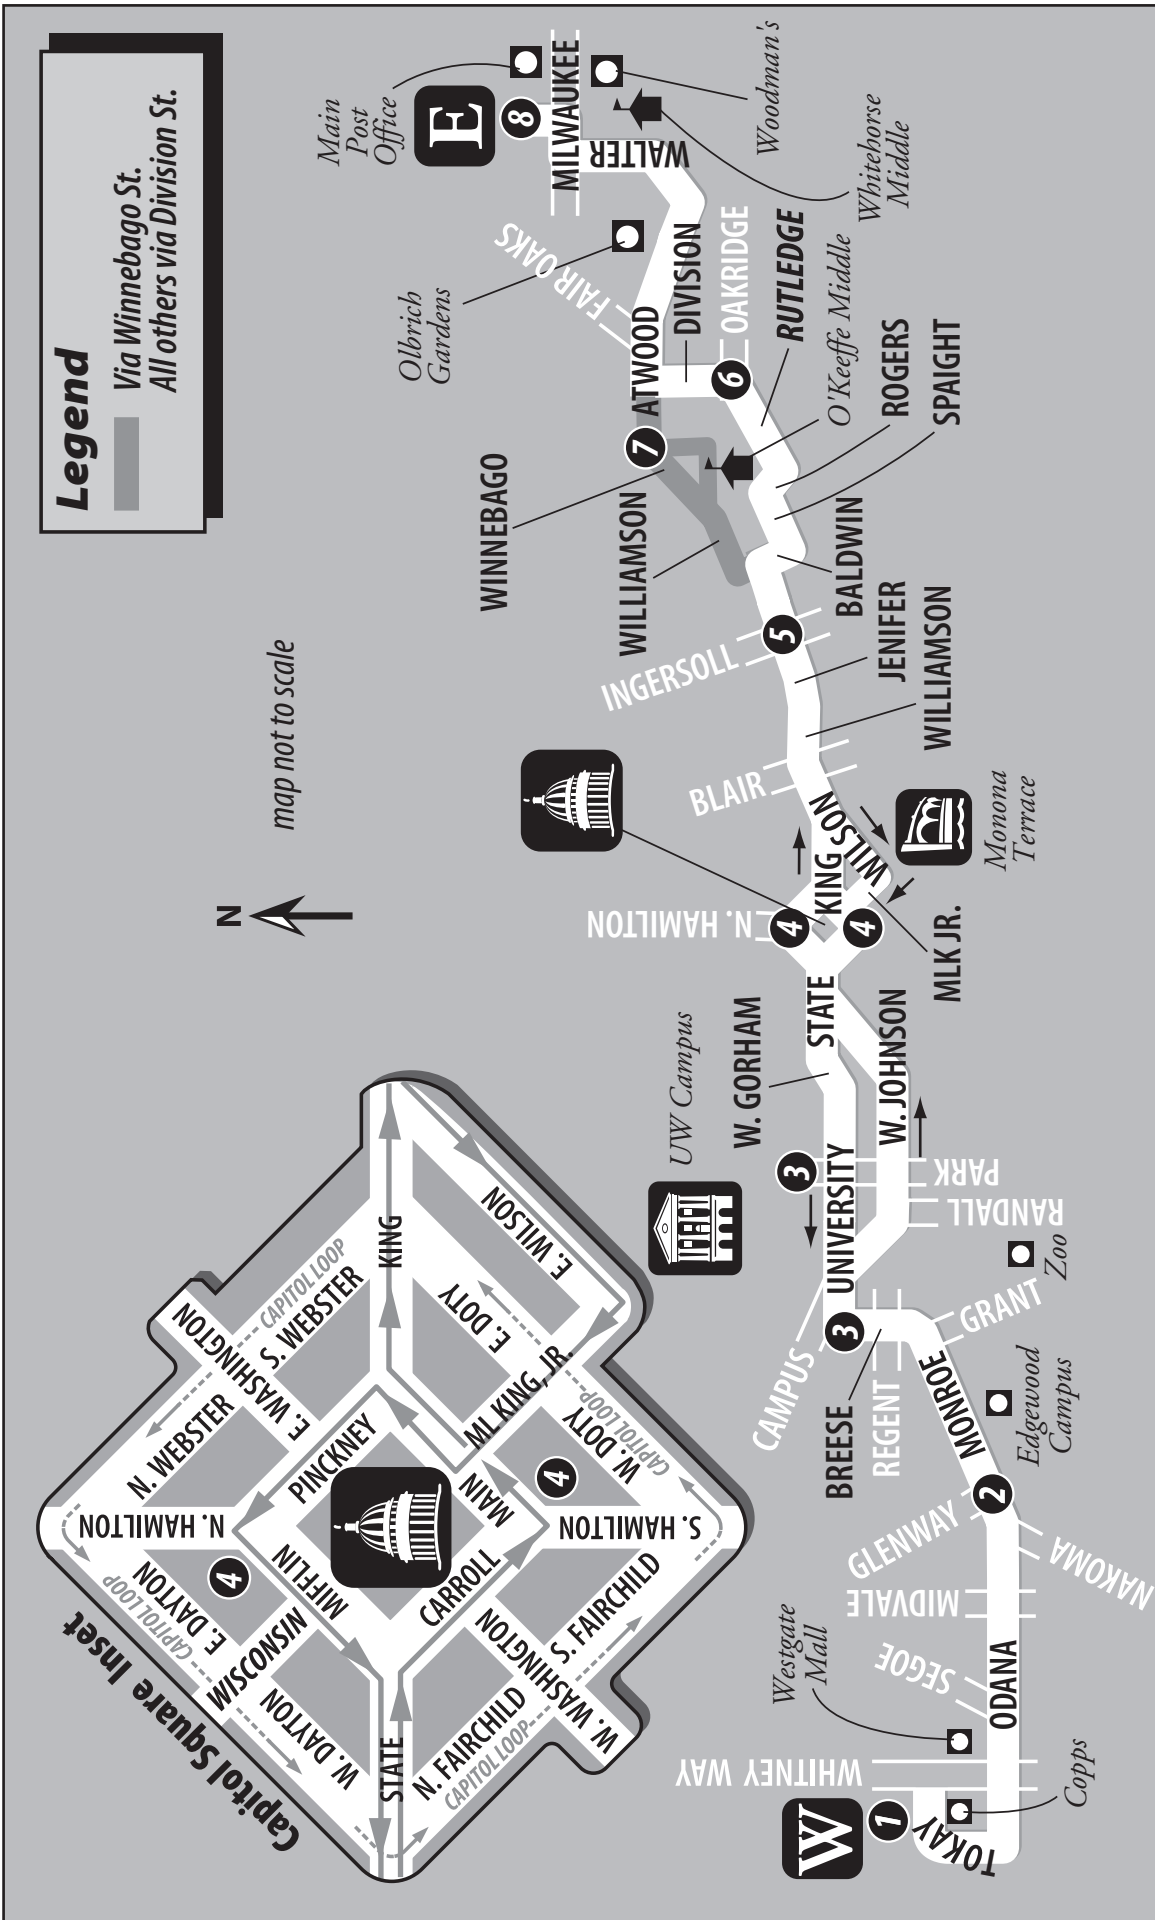 Legend
Via Winnebago St.
All others via Division St.
Capitol Square Inset
N
map not to scale
CAPITOL LOOP
CAPITOL LOOP
CAPITOL LOOP
CAPITOL LOOP
N. HAMILTON
E. DAYTON
WISCONSIN
W. DAYTON
STATE
N. FAIRCHILD
W. WASHINGTON
S. FAIRCHILD
S. HAMILTON
W. DOTY
ML KING, JR.
E. DOTY
E. WILSON
KING
S. WEBSTER
E. WASHINGTON
N. WEBSTER
PINCKNEY
MIFFLIN
CARROLL
MAIN
4
4
W
1
TOKAY
Copps
WHITNEY WAY
Westgate
Mall
ODANA
SEGOE
MIDVALE
GLENWAY
NAKOMA
2
Edgewood
Campus
MONROE
GRANT
Zoo
REGENT
BREESE
CAMPUS
3
UNIVERSITY
RANDALL
PARK
3
UW Campus
W. GORHAM
W. JOHNSON
STATE
N. HAMILTON
4
4
KING
WILSON
MLK JR.
Monona
Terrace
BLAIR
WILLIAMSON
JENIFER
INGERSOLL
5
BALDWIN
SPAIGHT
ROGERS
O'Keeffe Middle
RUTLEDGE
WILLIAMSON
WINNEBAGO
7
6
OAKRIDGE
DIVISION
ATWOOD
FAIR OAKS
Olbrich
Gardens
WALTER
MILWAUKEE
8
E
Main
Post
Office
Woodman's
Whitehorse
Middle